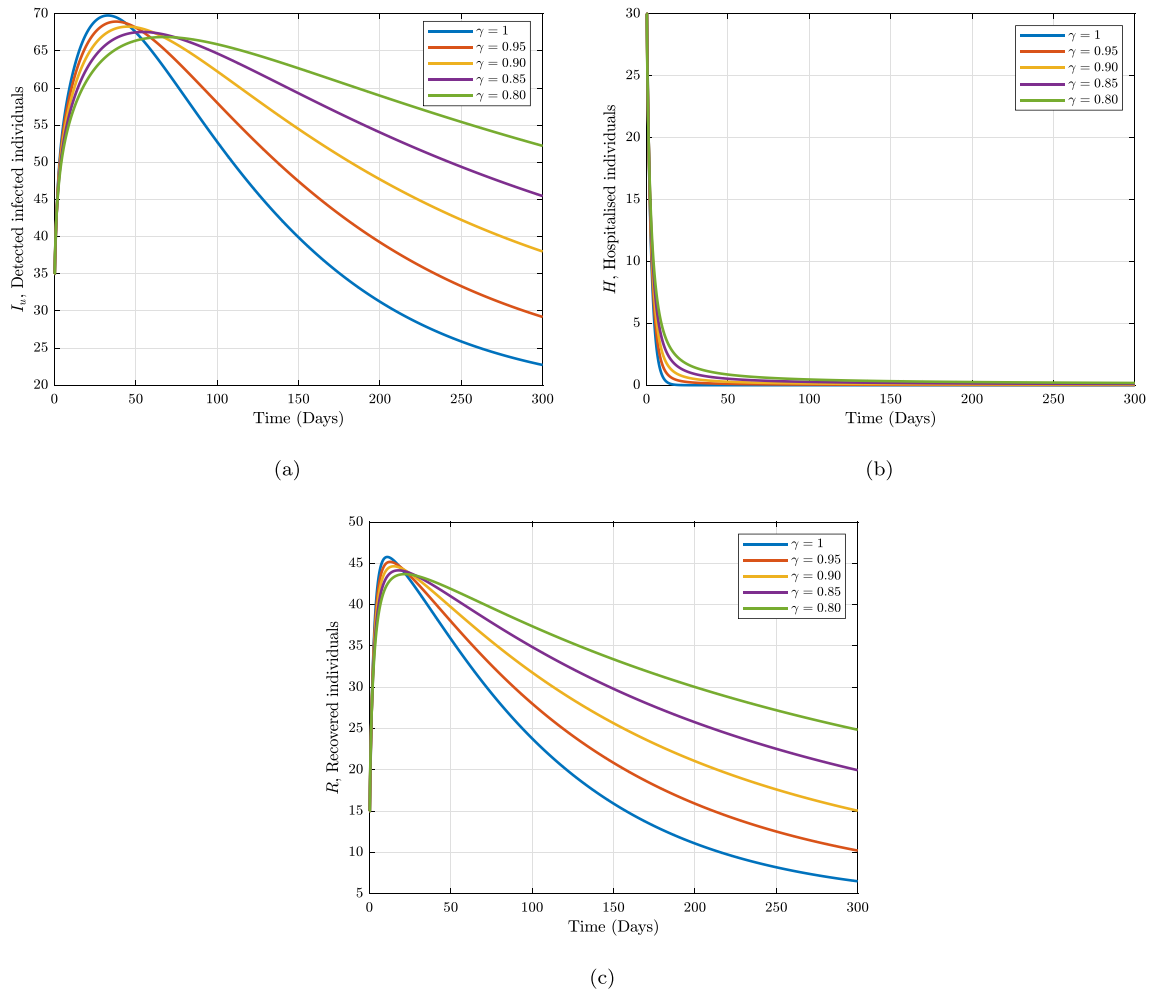 70
65
60
55
50
45
40
35
30
25
20
0
50
100
150
200
250
300
I_u, Detected infected individuals
Time (Days)
γ = 1
γ = 0.95
γ = 0.90
γ = 0.85
γ = 0.80
(a)
30
25
20
15
10
5
0
0
50
100
150
200
250
300
H, Hospitalised individuals
Time (Days)
γ = 1
γ = 0.95
γ = 0.90
γ = 0.85
γ = 0.80
(b)
50
45
40
35
30
25
20
15
10
5
0
50
100
150
200
250
300
R, Recovered individuals
Time (Days)
γ = 1
γ = 0.95
γ = 0.90
γ = 0.85
γ = 0.80
(c)